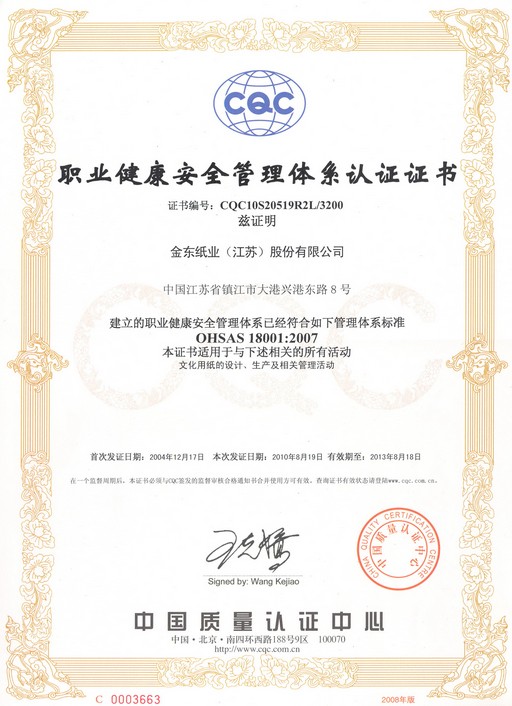 CQC
职业健康安全管理体系认证证书
证书编号：CQC10S20519R2L/3200
兹证明
金东纸业（江苏）股份有限公司
中国江苏省镇江市大港兴港东路 8 号
建立的职业健康安全管理体系已经符合如下管理体系标准
OHSAS 18001:2007
本证书适用于与下述相关的所有活动
文化用纸的设计、生产及相关管理活动
首次发证日期：2004年12月17日 本次发证日期：2010年8月19日 有效期至：2013年8月18日
在一个监督周期后，本证书必须与CQC签发的监督审核合格通知书合并使用方可有效。查询证书有效状态请登陆www.cqc.com.cn。
CHINA QUALITY CERTIFICATION CENTRE
中国质量认证中心
Signed by: Wang Kejiao
中国质量认证中心
中国·北京·南四环西路188号9区 100070
http://www.cqc.com.cn
C 0003663
2008年版